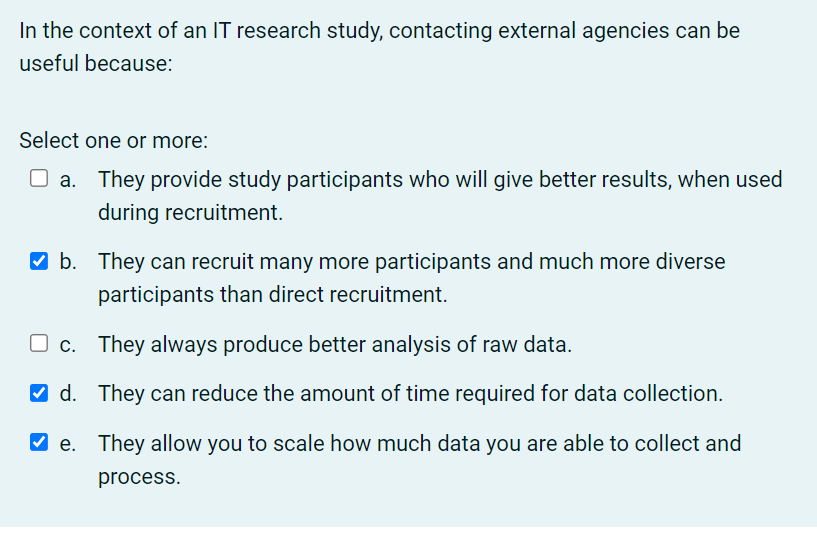 In the context of an IT research study, contacting external agencies can be
useful because:
Select one or more:
a. They provide study participants who will give better results, when used
during recruitment.
b. They can recruit many more participants and much more diverse
participants than direct recruitment.
c. They always produce better analysis of raw data.
d. They can reduce the amount of time required for data collection.
e. They allow you to scale how much data you are able to collect and
process.